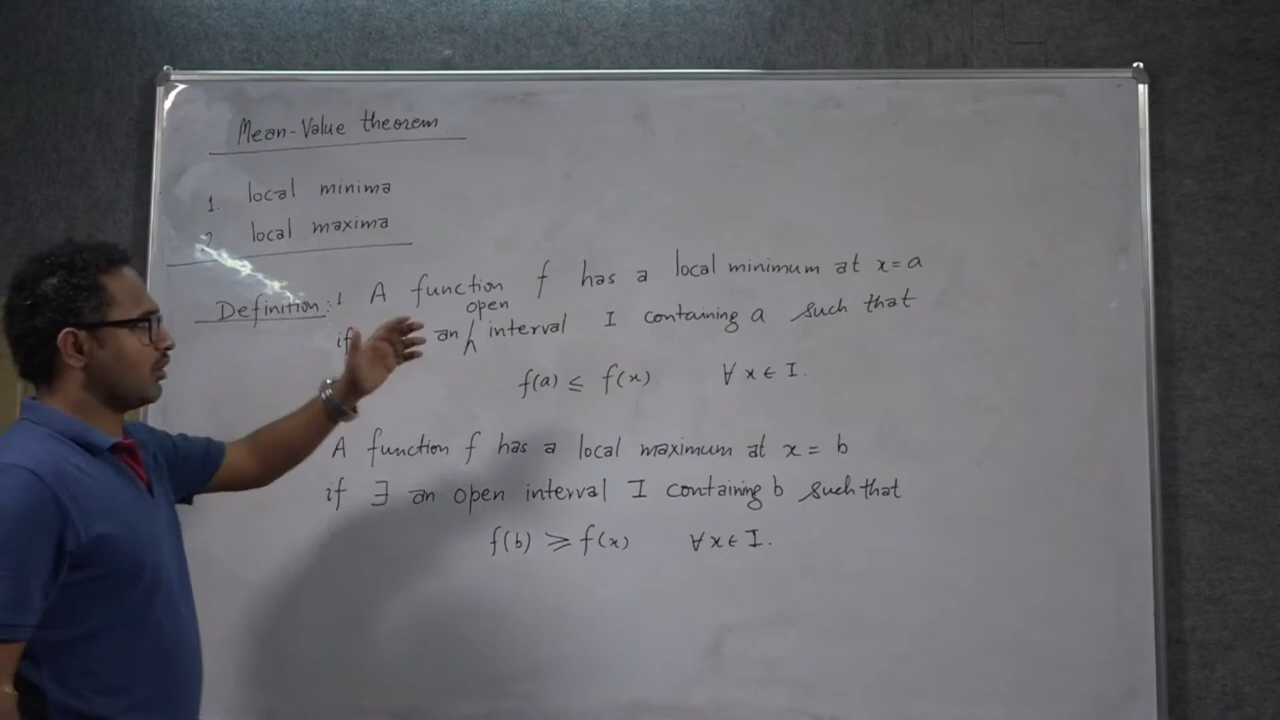 Mean-Value theorem
1. local minima
2. local maxima
Definition: 1 A function f has a local minimum at x=a
if an open interval I containing a such that
f(a) ≤ f(x) ∀ x ∈ I.
A function f has a local maximum at x = b
if ∃ an open interval I containing b such that
f(b) ≥ f(x) ∀ x ∈ I.